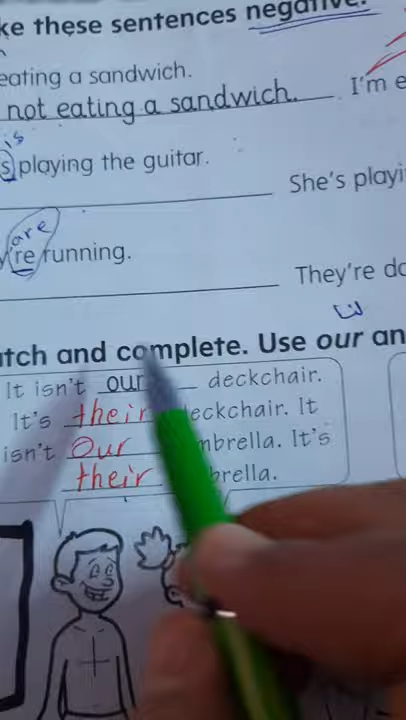 ke these sentences negative.
eating a sandwich.
not eating a sandwich. I'm e
is
s playing the guitar.
She's playi
are
're running.
They're do
tch and complete. Use our an
It isn't our deckchair.
It's their deckchair. It
isn't Our mbrella. It's
their brella.